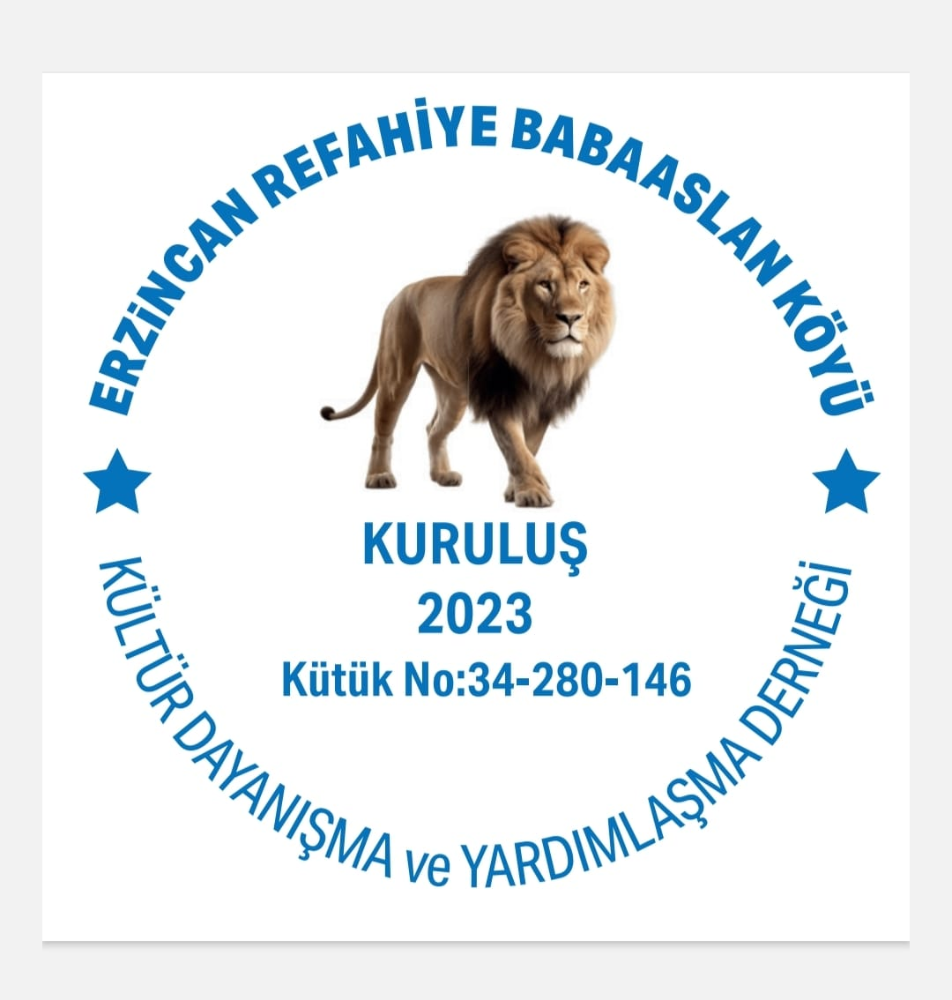 ERZİNCAN REFAHİYE BABAASLAN KÖYÜ
KURULUŞ
2023
Kütük No:34-280-146
KÜLTÜR DAYANIŞMA ve YARDIMLAŞMA DERNEĞİ